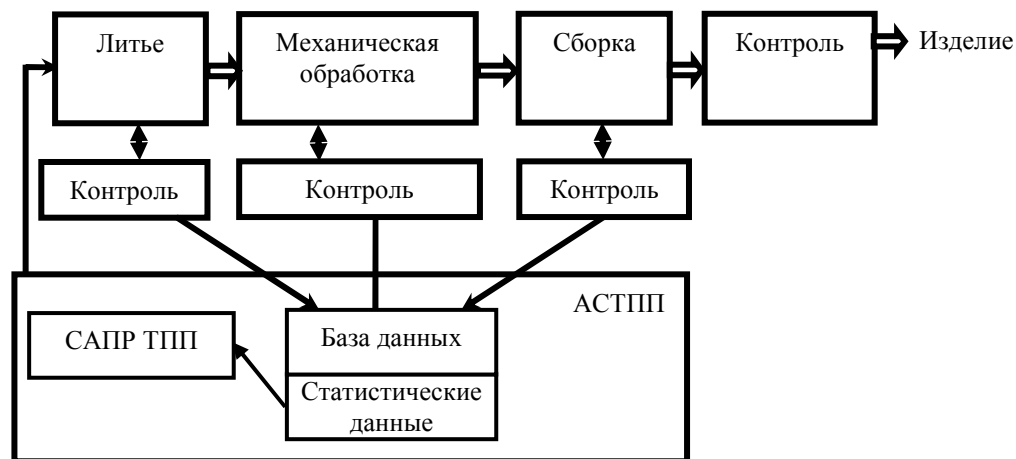 Литье
Механическая
обработка
Сборка
Контроль
Изделие
Контроль
Контроль
Контроль
АСТПП
САПР ТПП
База данных
Статистические
данные